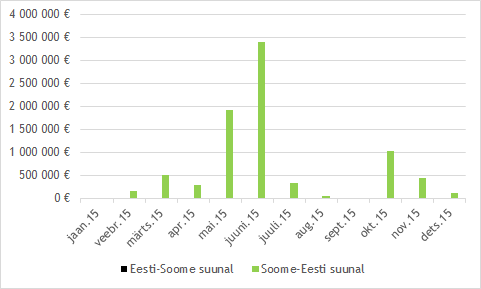 4 000 000 €
3 500 000 €
3 000 000 €
2 500 000 €
2 000 000 €
1 500 000 €
1 000 000 €
500 000 €
0 €
jaan.15 veebr.15 märts.15 apr.15 mai.15 juuni.15 juuli.15 aug.15 sept.15 okt.15 nov.15 dets.15
Eesti-Soome suunal Soome-Eesti suunal